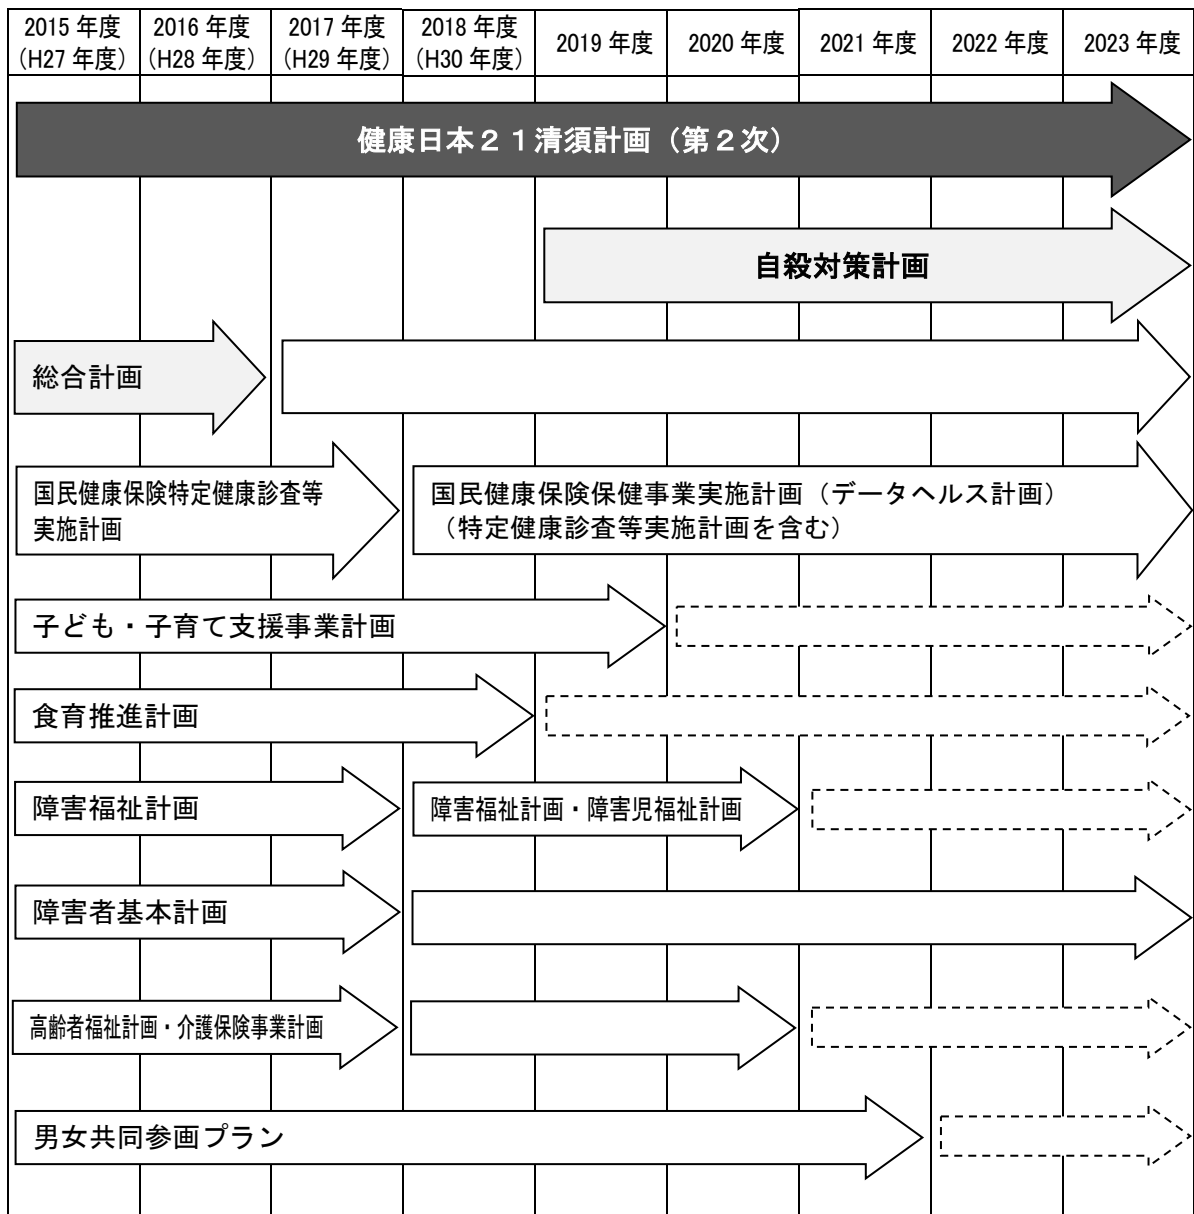 2015 年度
(H27 年度)
2016 年度
(H28 年度)
2017 年度
(H29 年度)
2018 年度
(H30 年度)
2019 年度
2020 年度
2021 年度
2022 年度
2023 年度
健康日本２１清須計画（第２次）
自殺対策計画
総合計画
国民健康保険特定健康診査等
実施計画
国民健康保険保健事業実施計画（データヘルス計画）
（特定健康診査等実施計画を含む）
子ども・子育て支援事業計画
食育推進計画
障害福祉計画
障害福祉計画・障害児福祉計画
障害者基本計画
高齢者福祉計画・介護保険事業計画
男女共同参画プラン